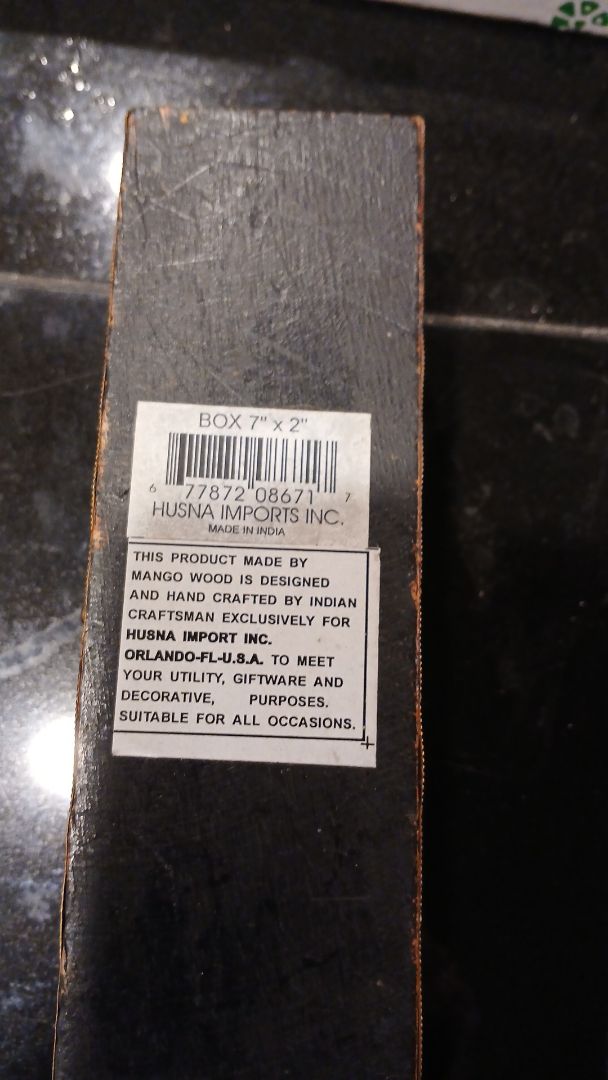 BOX 7" x 2"
6 77872 08671 7
HUSNA IMPORTS INC.
MADE IN INDIA
THIS PRODUCT MADE BY
MANGO WOOD IS DESIGNED
AND HAND CRAFTED BY INDIAN
CRAFTSMAN EXCLUSIVELY FOR
HUSNA IMPORT INC.
ORLANDO-FL-U.S.A. TO MEET
YOUR UTILITY, GIFTWARE AND
DECORATIVE, PURPOSES.
SUITABLE FOR ALL OCCASIONS.